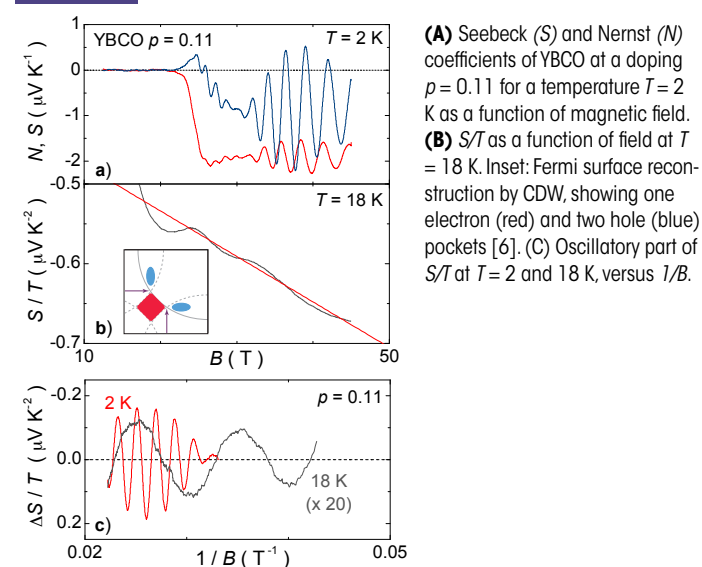 1
YBCO p = 0.11
T = 2 K
0
-1
-2
N, S ( μV K-1 )
a)
-0.5
T = 18 K
-0.6
-0.7
S / T ( μV K-2 )
b)
10
B ( T )
50
-0.2
2 K
p = 0.11
0.0
0.2
ΔS / T ( μV K-2 )
18 K
(x 20)
c)
0.02
1 / B ( T-1 )
0.05
(A) Seebeck (S) and Nernst (N)
coefficients of YBCO at a doping
p = 0.11 for a temperature T = 2
K as a function of magnetic field.
(B) S/T as a function of field at T
= 18 K. Inset: Fermi surface recon-
struction by CDW, showing one
electron (red) and two hole (blue)
pockets [6]. (C) Oscillatory part of
S/T at T = 2 and 18 K, versus 1/B.